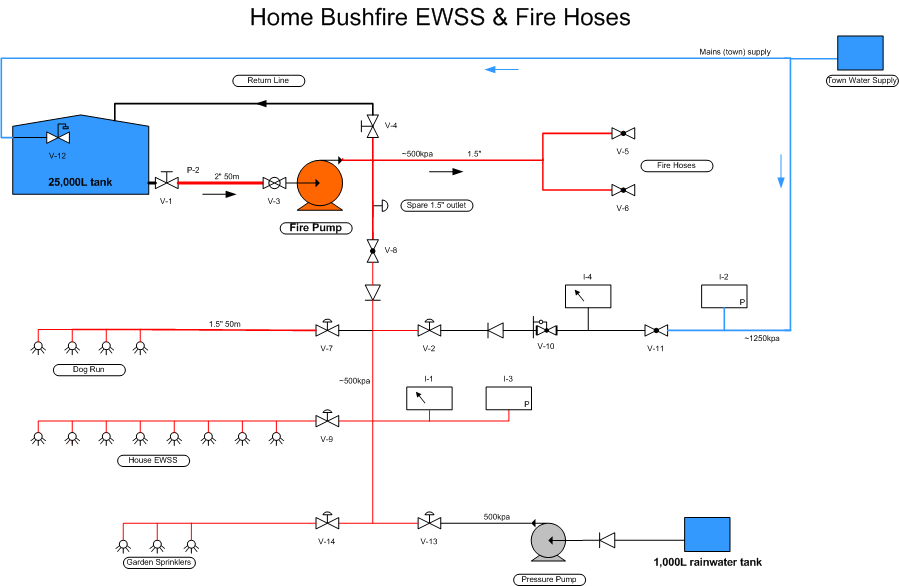 Home Bushfire EWSS & Fire Hoses
Mains (town) supply
Town Water Supply
Return Line
V-4
V-12
~500kpa
1.5"
V-5
Fire Hoses
25,000L tank
IP-2
2" 50m
V-1
V-3
V-6
Spare 1.5" outlet
Fire Pump
V-8
I-4
I-2
P
1.5" 50m
V-7
V-2
V-10
V-11
~1250kpa
Dog Run
~500kpa
I-1
I-3
P
V-9
House EWSS
500kpa
V-14
V-13
Garden Sprinklers
1,000L rainwater tank
Pressure Pump